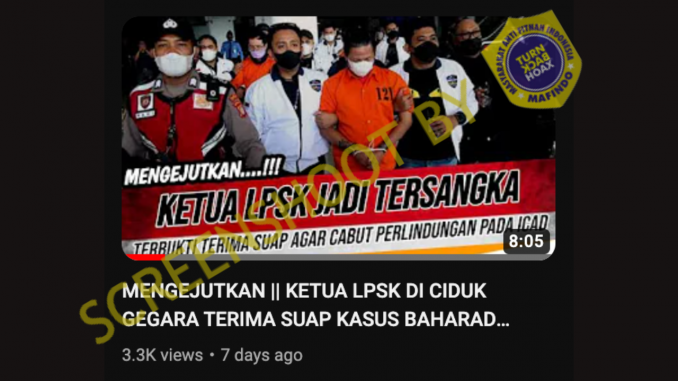 MASYARAKAT ANTI FITNAH INDONESIA
TURN
BACK
HOAX
MAFINDO
121
MENGEJUTKAN....!!!
KETUA LPSK JADI TERSANGKA
TERBUKTI TERIMA SUAP AGAR CABUT PERLINDUNGAN PADA ICAD
8:05
SCREENSHOOT BY
MENGEJUTKAN || KETUA LPSK DI CIDUK
GEGARA TERIMA SUAP KASUS BAHARAD...
3.3K views • 7 days ago